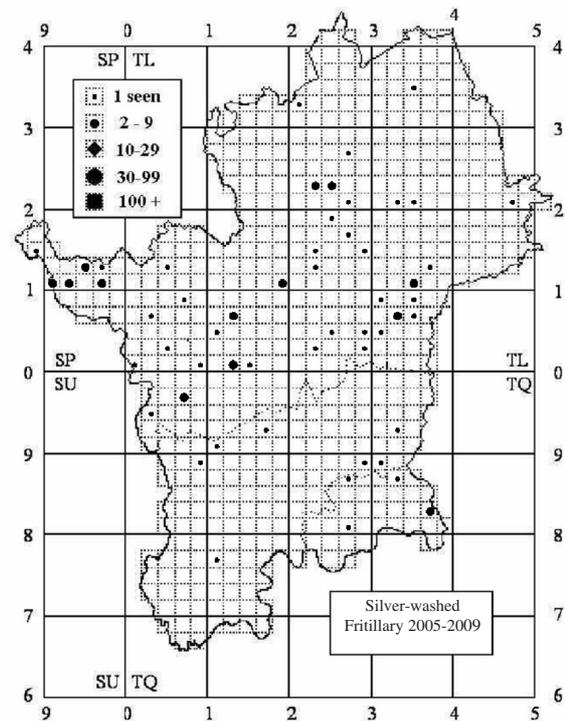 9 0 1 2 3 4 5
4 SP TL 4
1 seen
2 - 9
10-29
30-99
100 +
3 3
2 2
1 1
SP TL
0 0
SU TQ
9 9
8 8
7 7
Silver-washed
Fritillary 2005-2009
SU TQ
6 6
9 0 1 2 3 4 5